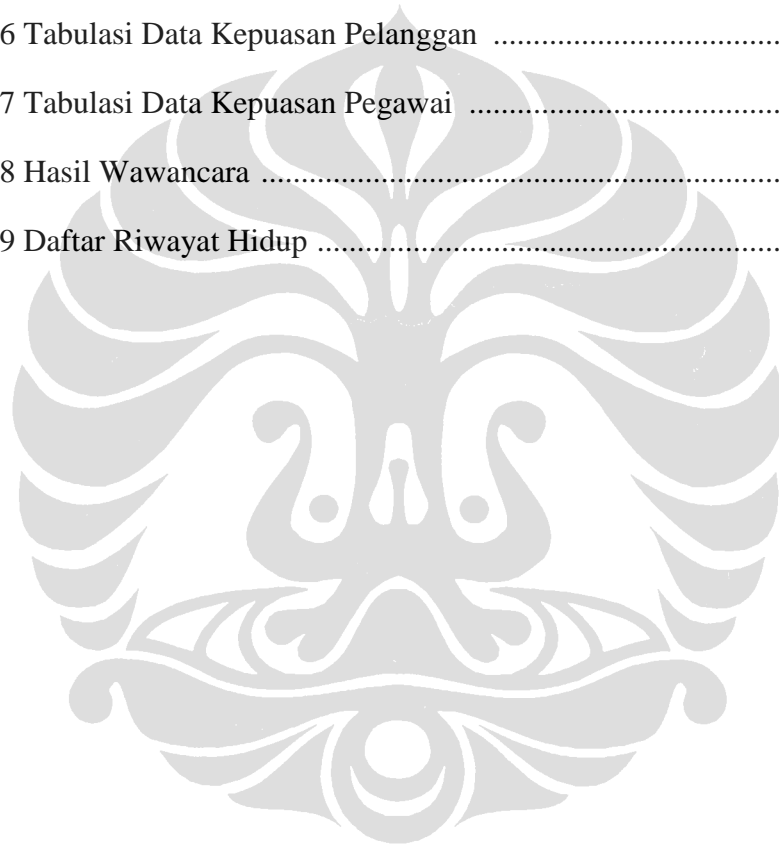 6 Tabulasi Data Kepuasan Pelanggan ....................................
7 Tabulasi Data Kepuasan Pegawai .......................................
8 Hasil Wawancara .................................................................
9 Daftar Riwayat Hidup ..........................................................